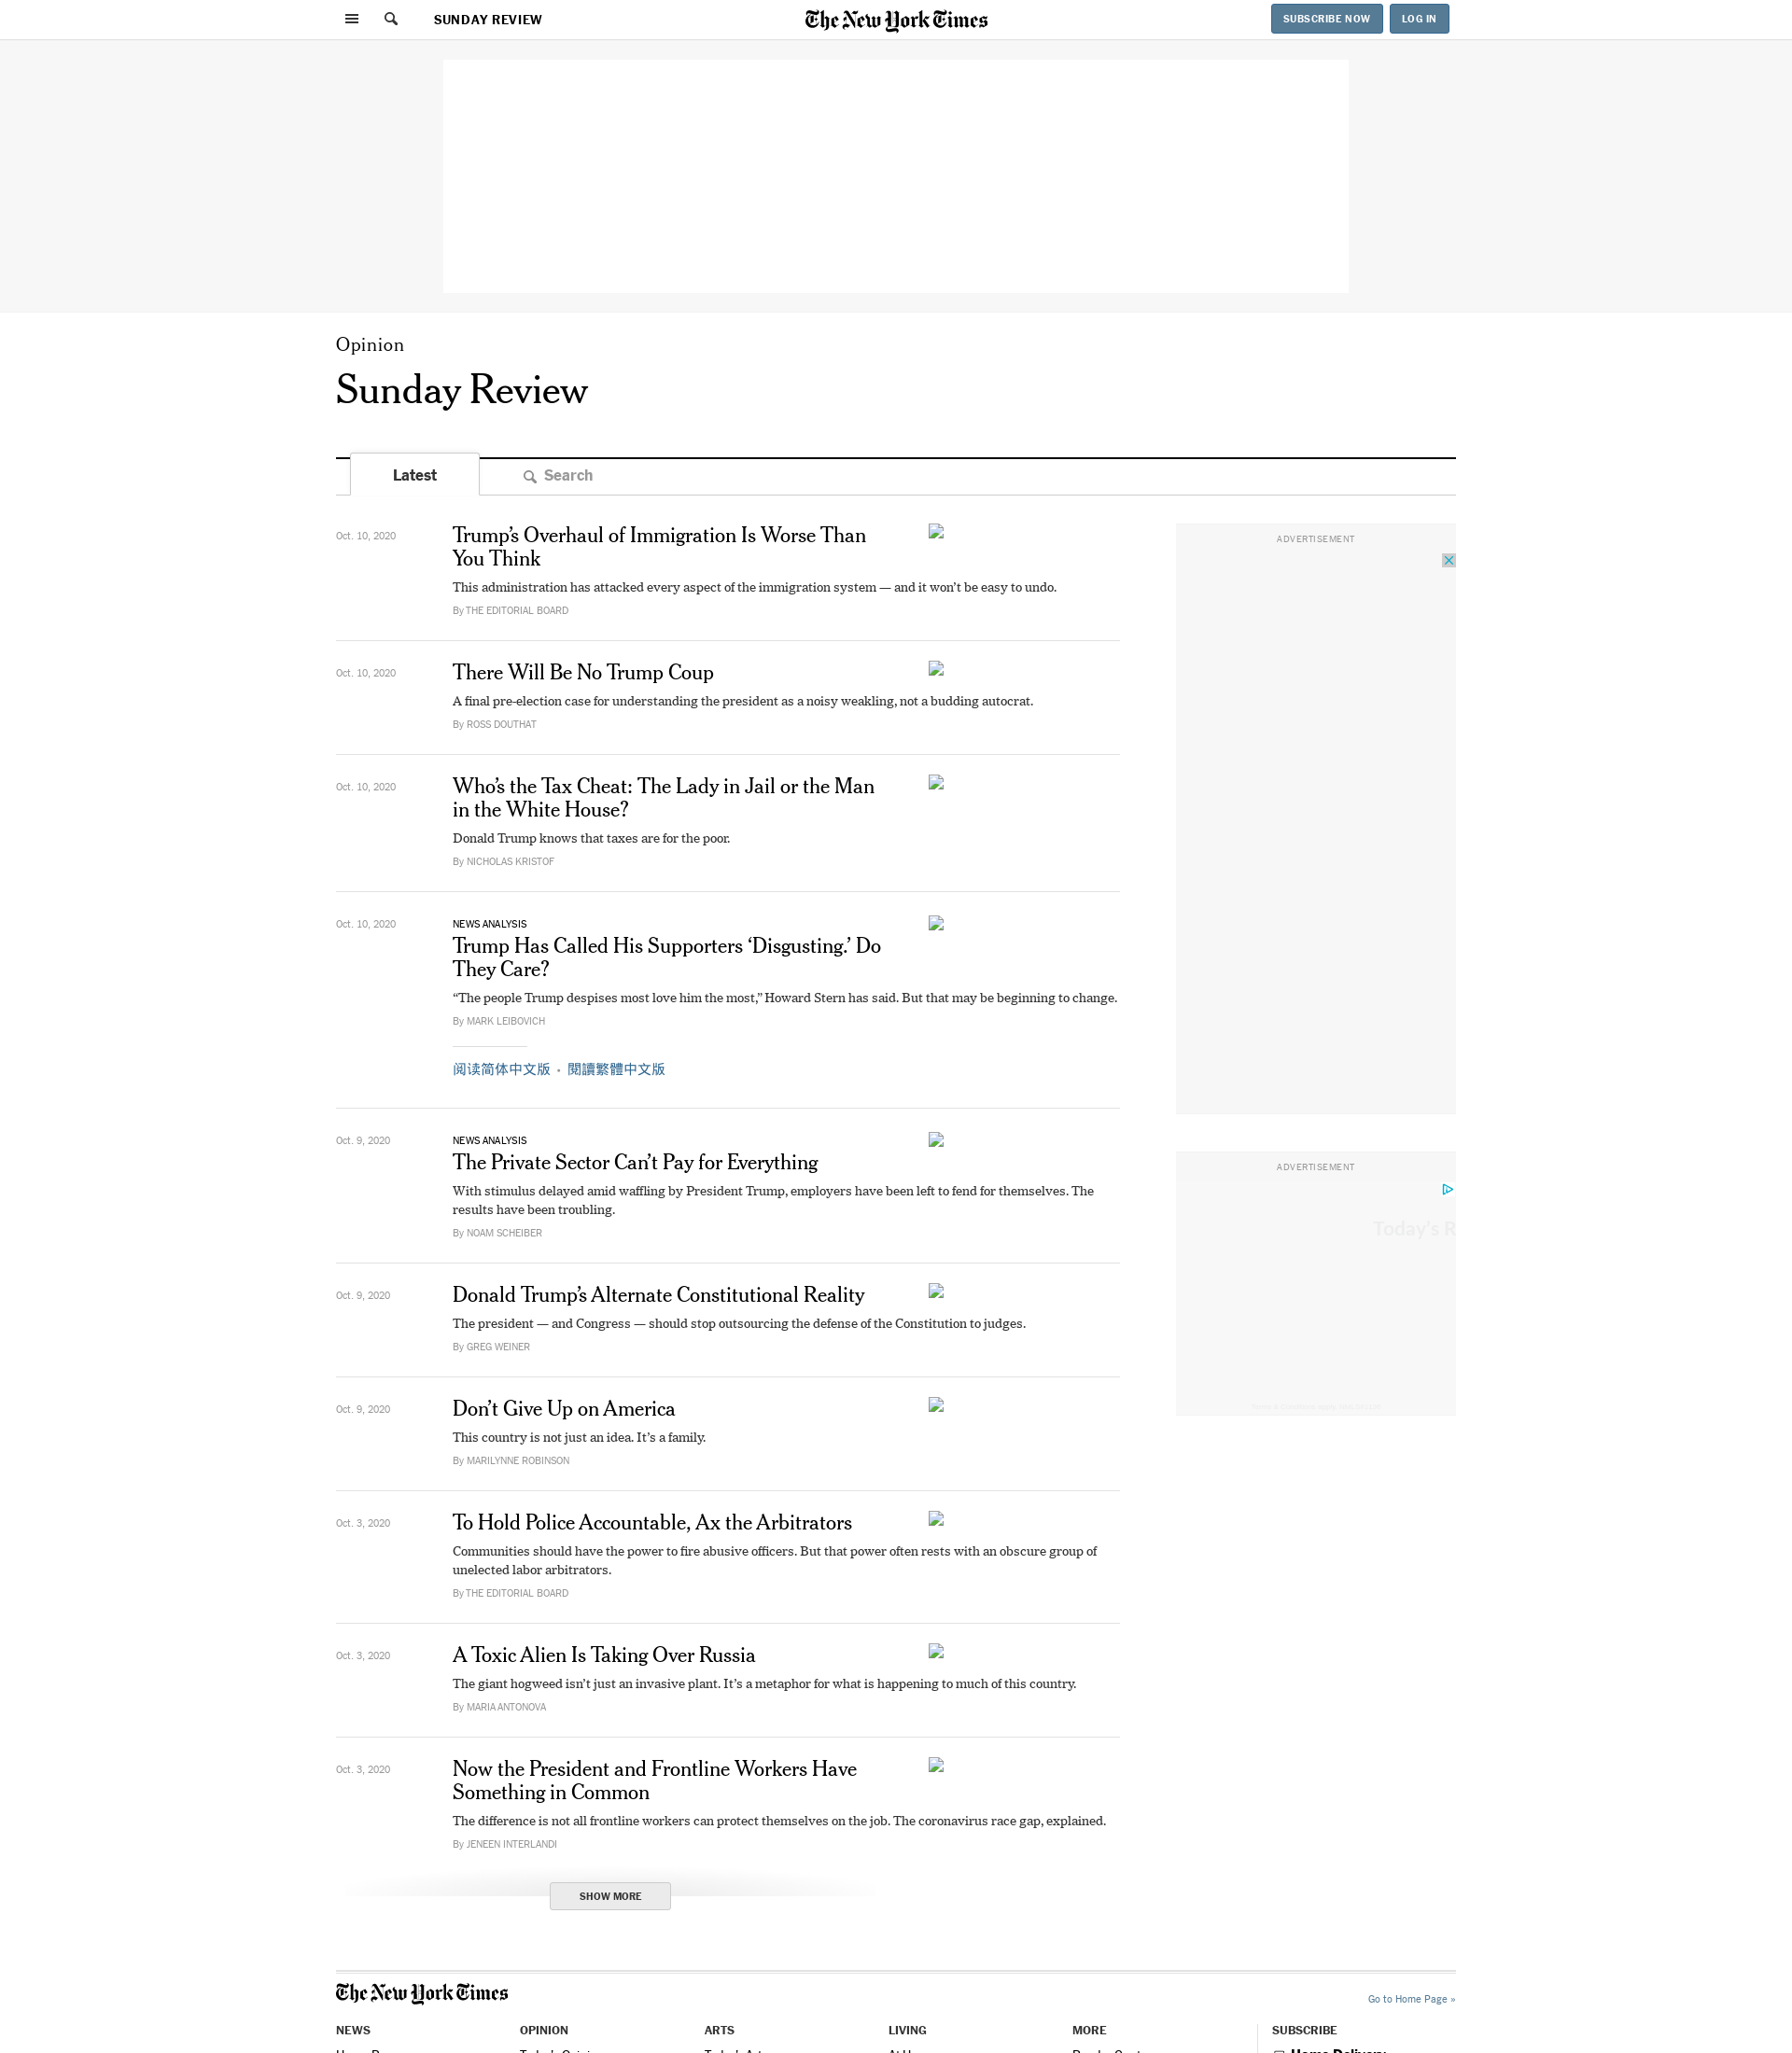 SUNDAY REVIEW
The New York Times
SUBSCRIBE NOW
LOG IN
Opinion
Sunday Review
Latest
Search
Oct. 10, 2020
Trump’s Overhaul of Immigration Is Worse Than
You Think
This administration has attacked every aspect of the immigration system — and it won’t be easy to undo.
By THE EDITORIAL BOARD
ADVERTISEMENT
Oct. 10, 2020
There Will Be No Trump Coup
A final pre-election case for understanding the president as a noisy weakling, not a budding autocrat.
By ROSS DOUTHAT
Oct. 10, 2020
Who’s the Tax Cheat: The Lady in Jail or the Man
in the White House?
Donald Trump knows that taxes are for the poor.
By NICHOLAS KRISTOF
Oct. 10, 2020
NEWS ANALYSIS
Trump Has Called His Supporters ‘Disgusting.’ Do
They Care?
“The people Trump despises most love him the most,” Howard Stern has said. But that may be beginning to change.
By MARK LEIBOVICH
阅读简体中文版 • 閱讀繁體中文版
Oct. 9, 2020
NEWS ANALYSIS
The Private Sector Can’t Pay for Everything
With stimulus delayed amid waffling by President Trump, employers have been left to fend for themselves. The
results have been troubling.
By NOAM SCHEIBER
ADVERTISEMENT
Today's R
Oct. 9, 2020
Donald Trump’s Alternate Constitutional Reality
The president — and Congress — should stop outsourcing the defense of the Constitution to judges.
By GREG WEINER
Oct. 9, 2020
Don’t Give Up on America
This country is not just an idea. It’s a family.
By MARILYNNE ROBINSON
Oct. 3, 2020
To Hold Police Accountable, Ax the Arbitrators
Communities should have the power to fire abusive officers. But that power often rests with an obscure group of
unelected labor arbitrators.
By THE EDITORIAL BOARD
Oct. 3, 2020
A Toxic Alien Is Taking Over Russia
The giant hogweed isn’t just an invasive plant. It’s a metaphor for what is happening to much of this country.
By MARIA ANTONOVA
Oct. 3, 2020
Now the President and Frontline Workers Have
Something in Common
The difference is not all frontline workers can protect themselves on the job. The coronavirus race gap, explained.
By JENEEN INTERLANDI
SHOW MORE
The New York Times
Go to Home Page »
NEWS
OPINION
ARTS
LIVING
MORE
SUBSCRIBE
Home Delivery